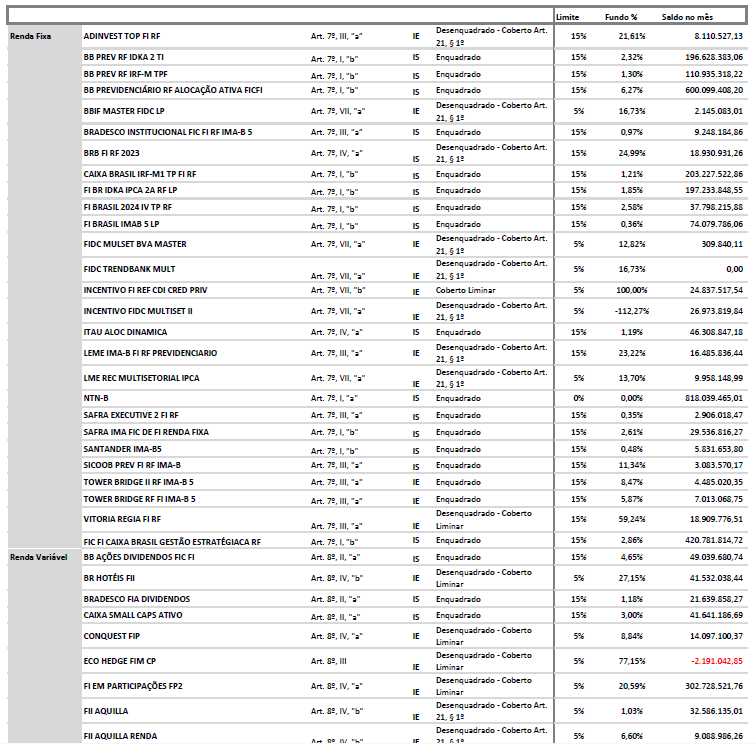 Limite Fundo % Saldo no mês
Renda Fixa ADINVEST TOP FI RF Art. 7º, III, "a" IE Desenquadrado - Coberto Art. 21, § 1º 15% 21,61% 8.110.527,13
BB PREV RF IDKA 2 TI Art. 7º, I, "b" IS Enquadrado 15% 2,32% 196.628.383,06
BB PREV RF IRF-M TPF Art. 7º, I, "b" IS Enquadrado 15% 1,30% 110.935.318,22
BB PREVIDENCIÁRIO RF ALOCAÇÃO ATIVA FICFI Art. 7º, I, "b" IS Enquadrado 15% 6,27% 600.099.408,20
BBIF MASTER FIDC LP Art. 7º, VII, "a" IE Desenquadrado - Coberto Art. 21, § 1º 5% 16,73% 2.145.083,01
BRADESCO INSTITUCIONAL FIC FI RF IMA-B 5 Art. 7º, III, "a" IS Enquadrado 15% 0,97% 9.248.184,86
BRB FI RF 2023 Art. 7º, IV, "a" IS Desenquadrado - Coberto Art. 21, § 1º 15% 24,99% 18.930.931,26
CAIXA BRASIL IRF-M1 TP FI RF Art. 7º, I, "b" IS Enquadrado 15% 1,21% 203.227.522,86
FI BR IDKA IPCA 2A RF LP Art. 7º, I, "b" IS Enquadrado 15% 1,85% 197.233.848,55
FI BRASIL 2024 IV TP RF Art. 7º, I, "b" IS Enquadrado 15% 2,58% 37.798.215,88
FI BRASIL IMAB 5 LP Art. 7º, I, "b" IS Enquadrado 15% 0,36% 74.079.786,06
FIDC MULSET BVA MASTER Art. 7º, VII, "a" IE Desenquadrado - Coberto Art. 21, § 1º 5% 12,82% 309.840,11
FIDC TRENDBANK MULT Art. 7º, VII, "a" IE Desenquadrado - Coberto Art. 21, § 1º 5% 16,73% 0,00
INCENTIVO FI REF CDI CRED PRIV Art. 7º, VII, "b" IE Coberto Liminar 5% 100,00% 24.837.517,54
INCENTIVO FIDC MULTISET II Art. 7º, VII, "a" IE Desenquadrado - Coberto Art. 21, § 1º 5% -112,27% 26.973.819,84
ITAU ALOC DINAMICA Art. 7º, IV, "a" IS Enquadrado 15% 1,19% 46.308.847,18
LEME IMA-B FI RF PREVIDENCIARIO Art. 7º, III, "a" IE Desenquadrado - Coberto Art. 21, § 1º 15% 23,22% 16.485.836,44
LME REC MULTISETORIAL IPCA Art. 7º, VII, "a" IE Desenquadrado - Coberto Art. 21, § 1º 5% 13,70% 9.958.148,99
NTN-B Art. 7º, I, "a" IS Enquadrado 0% 0,00% 818.039.465,01
SAFRA EXECUTIVE 2 FI RF Art. 7º, III, "a" IS Enquadrado 15% 0,35% 2.906.018,47
SAFRA IMA FIC DE FI RENDA FIXA Art. 7º, I, "b" IS Enquadrado 15% 2,61% 29.536.816,27
SANTANDER IMA-B5 Art. 7º, I, "b" IS Enquadrado 15% 0,48% 5.831.653,80
SICOOB PREV FI RF IMA-B Art. 7º, III, "a" IS Enquadrado 15% 11,34% 3.083.570,17
TOWER BRIDGE II RF IMA-B 5 Art. 7º, III, "a" IE Enquadrado 15% 8,47% 4.485.020,35
TOWER BRIDGE RF FI IMA-B 5 Art. 7º, III, "a" IE Enquadrado 15% 5,87% 7.013.068,75
VITORIA REGIA FI RF Art. 7º, III, "a" IE Desenquadrado - Coberto Liminar 15% 59,24% 18.909.776,51
FIC FI CAIXA BRASIL GESTÃO ESTRATÉGIACA RF Art. 7º, I, "b" IS Enquadrado 15% 2,86% 420.781.814,72
Renda Variável BB AÇÕES DIVIDENDOS FIC FI Art. 8º, II, "a" IS Enquadrado 15% 4,65% 49.039.680,74
BR HOTÉIS FII Art. 8º, IV, "b" IE Desenquadrado - Coberto Liminar 5% 27,15% 41.532.038,44
BRADESCO FIA DIVIDENDOS Art. 8º, II, "a" IS Enquadrado 15% 1,18% 21.639.858,27
CAIXA SMALL CAPS ATIVO Art. 8º, II, "a" IS Enquadrado 15% 3,00% 41.641.186,69
CONQUEST FIP Art. 8º, IV, "a" IE Desenquadrado - Coberto Liminar 5% 8,84% 14.097.100,37
ECO HEDGE FIM CP Art. 8º, III IE Desenquadrado - Coberto Liminar 5% 77,15% -2.191.042,85
FI EM PARTICIPAÇÕES FP2 Art. 8º, IV, "a" IE Desenquadrado - Coberto Liminar 5% 20,59% 302.728.521,76
FII AQUILLA Art. 8º, IV, "b" IE Desenquadrado - Coberto Art. 21, § 1º 5% 1,03% 32.586.135,01
FII AQUILLA RENDA Art. 8º, IV, "b" IE Desenquadrado - Coberto Art. 21, § 1º 5% 6,60% 9.088.986,26